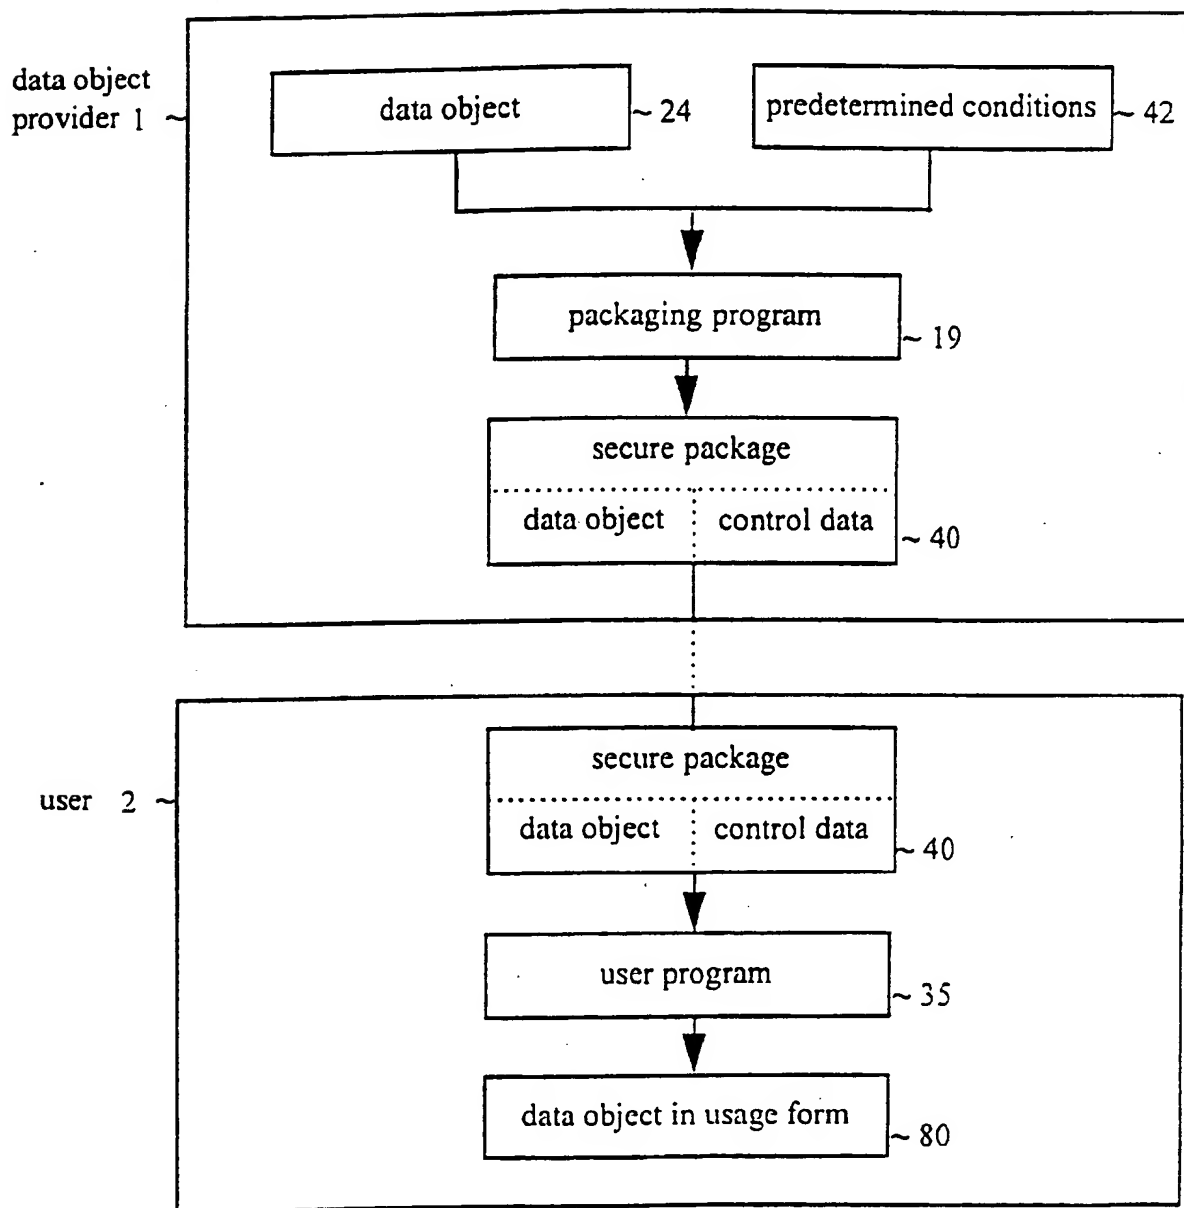 data object
provider 1 ~
data object
~ 24
predetermined conditions
~ 42
packaging program
~ 19
secure package
data object
control data
~ 40
user 2 ~
secure package
data object
control data
~ 40
user program
~ 35
data object in usage form
~ 80